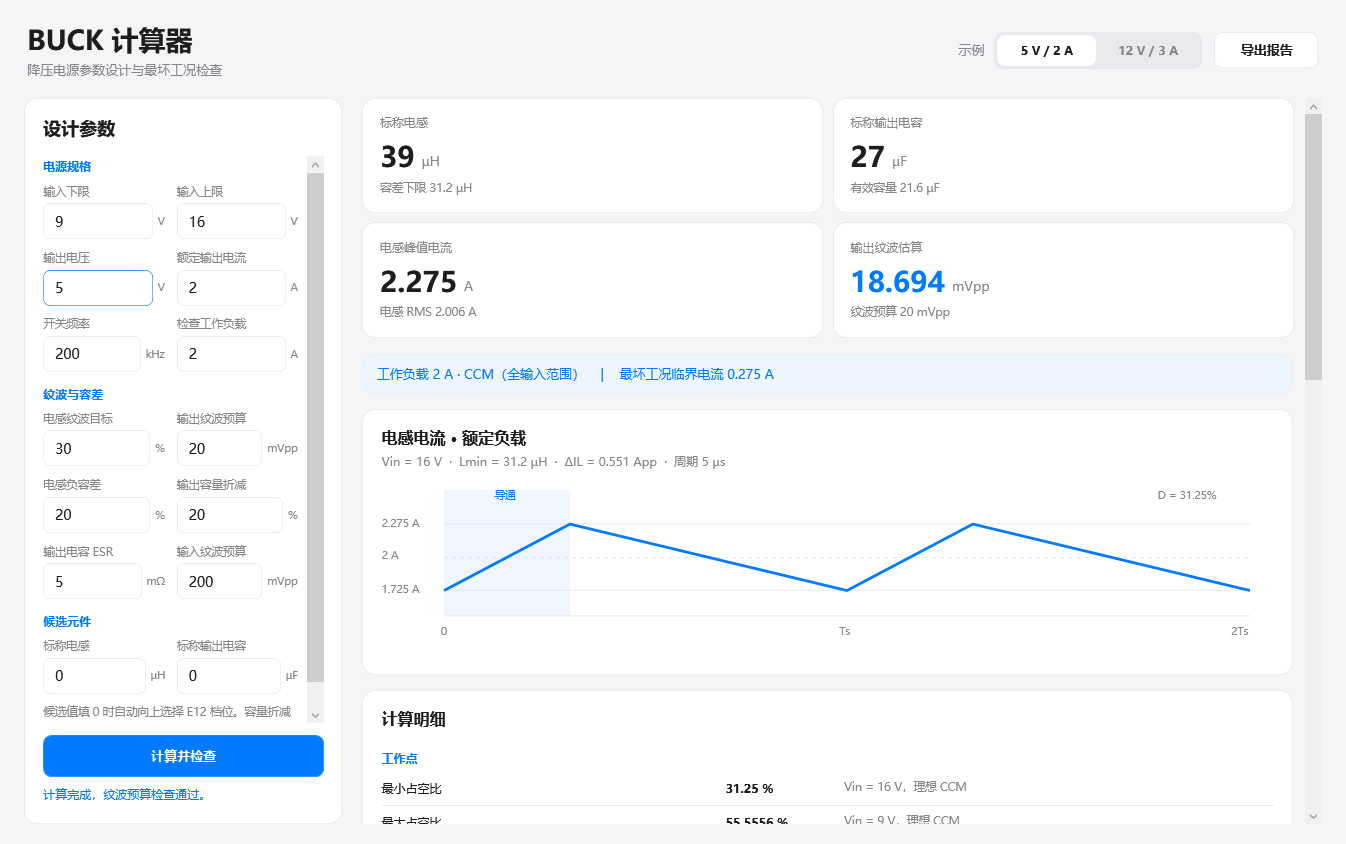 BUCK 计算器
降压电源参数设计与最坏工况检查
示例
5 V / 2 A
12 V / 3 A
导出报告
设计参数
电源规格
输入下限 输入上限
9 V 16 V
输出电压 额定输出电流
5 V 2 A
开关频率 检查工作负载
200 kHz 2 A
纹波与容差
电感纹波目标 输出纹波预算
30 % 20 mVpp
电感负容差 输出容量折减
20 % 20 %
输出电容 ESR 输入纹波预算
5 mΩ 200 mVpp
候选元件
标称电感 标称输出电容
0 μH 0 μF
候选值填 0 时自动向上选择 E12 档位。容量折减
计算并检查
计算完成，纹波预算检查通过。
标称电感
39 μH
容差下限 31.2 μH
标称输出电容
27 μF
有效容量 21.6 μF
电感峰值电流
2.275 A
电感 RMS 2.006 A
输出纹波估算
18.694 mVpp
纹波预算 20 mVpp
工作负载 2 A · CCM（全输入范围） | 最坏工况临界电流 0.275 A
电感电流 • 额定负载
Vin = 16 V · Lmin = 31.2 μH · ΔIL = 0.551 App · 周期 5 μs
导通
D = 31.25%
2.275 A
2 A
1.725 A
0 Ts 2Ts
计算明细
工作点
最小占空比 31.25 % Vin = 16 V，理想 CCM
最大占空比 55.5556 % Vin = 9 V，理想 CCM